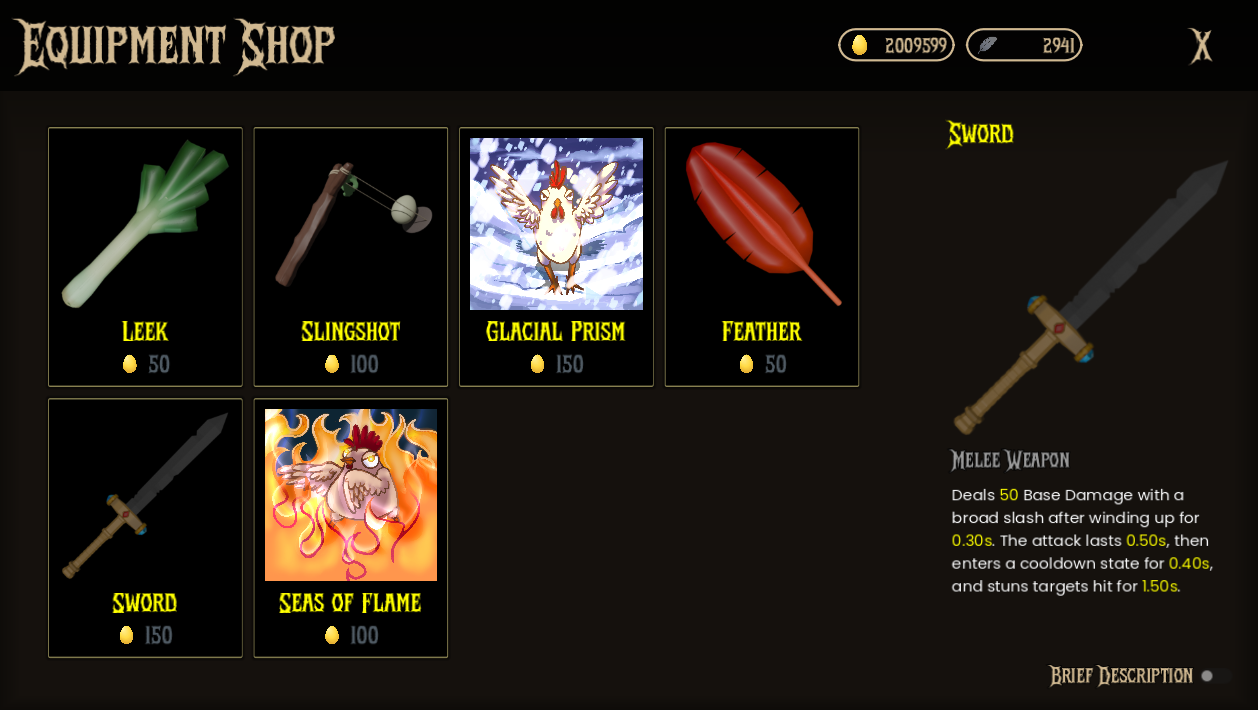 Equipment Shop
2009599
2941
X
Leek
50
Slingshot
100
Glacial Prism
150
Feather
50
Sword
150
Seas of Flame
100
Sword
Melee Weapon
Deals 50 Base Damage with a
broad slash after winding up for
0.30s. The attack lasts 0.50s, then
enters a cooldown state for 0.40s,
and stuns targets hit for 1.50s.
Brief Description